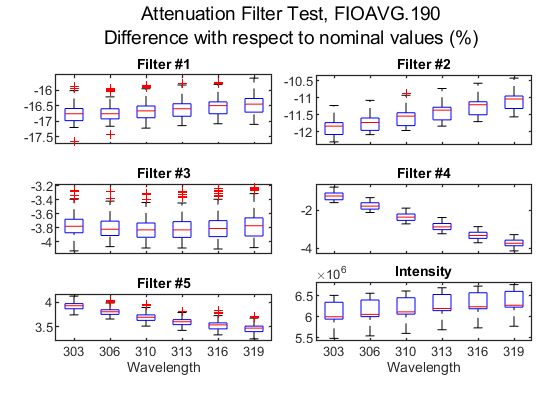 Attenuation Filter Test, FIOAVG.190
Difference with respect to nominal values (%)
Filter #1
-16
-16.5
-17
-17.5
Filter #2
-10.5
-11
-11.5
-12
Filter #3
-3.2
-3.4
-3.6
-3.8
-4
Filter #4
-2
-4
Filter #5
4
3.5
303 306 310 313 316 319
Wavelength
Intensity
×10^6
6.5
6
5.5
303 306 310 313 316 319
Wavelength